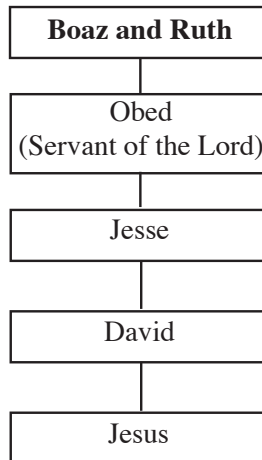 Boaz and Ruth
Obed
(Servant of the Lord)
Jesse
David
Jesus